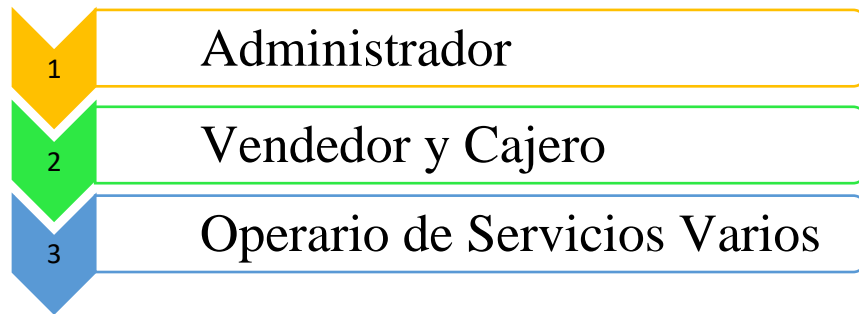 1 Administrador
2 Vendedor y Cajero
3 Operario de Servicios Varios